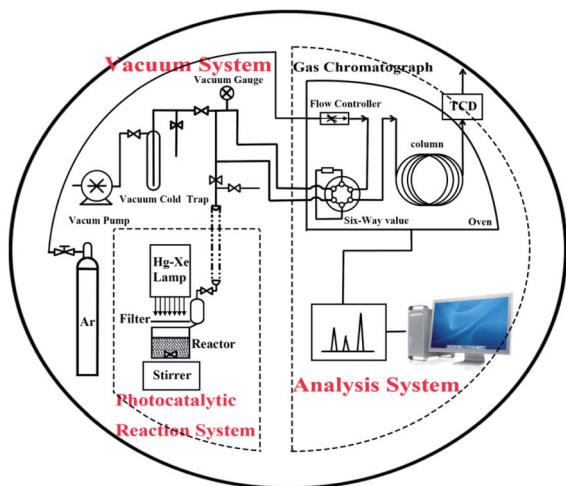 Vacuum System
Gas Chromatograph
Vacuum Gauge
Flow Controller
TCD
column
Vacum Pump
Vacuum Cold Trap
Six-Way value
Oven
Hg-Xe
Lamp
Ar
Filter
Reactor
Stirrer
Analysis System
Photocatalytic
Reaction System